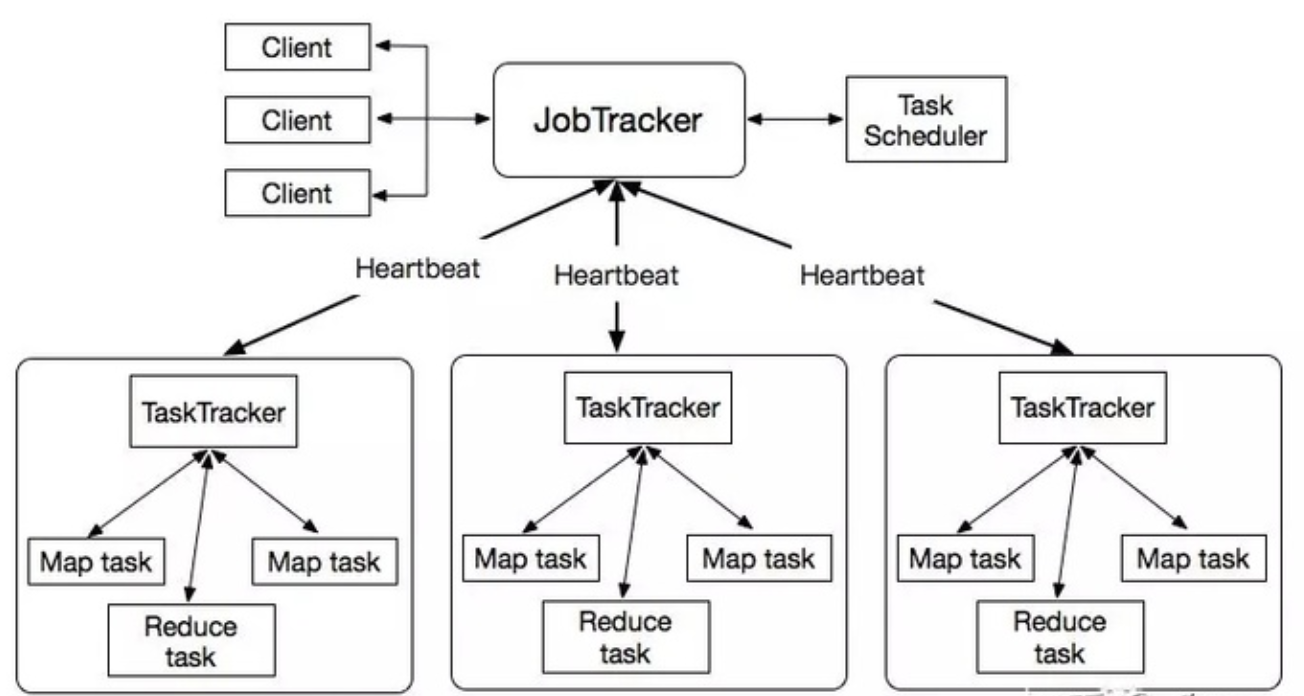 Client
Client
Client
JobTracker
Task
Scheduler
Heartbeat
Heartbeat
Heartbeat
TaskTracker
Map task
Map task
Reduce
task
TaskTracker
Map task
Map task
Reduce
task
TaskTracker
Map task
Map task
Reduce
task